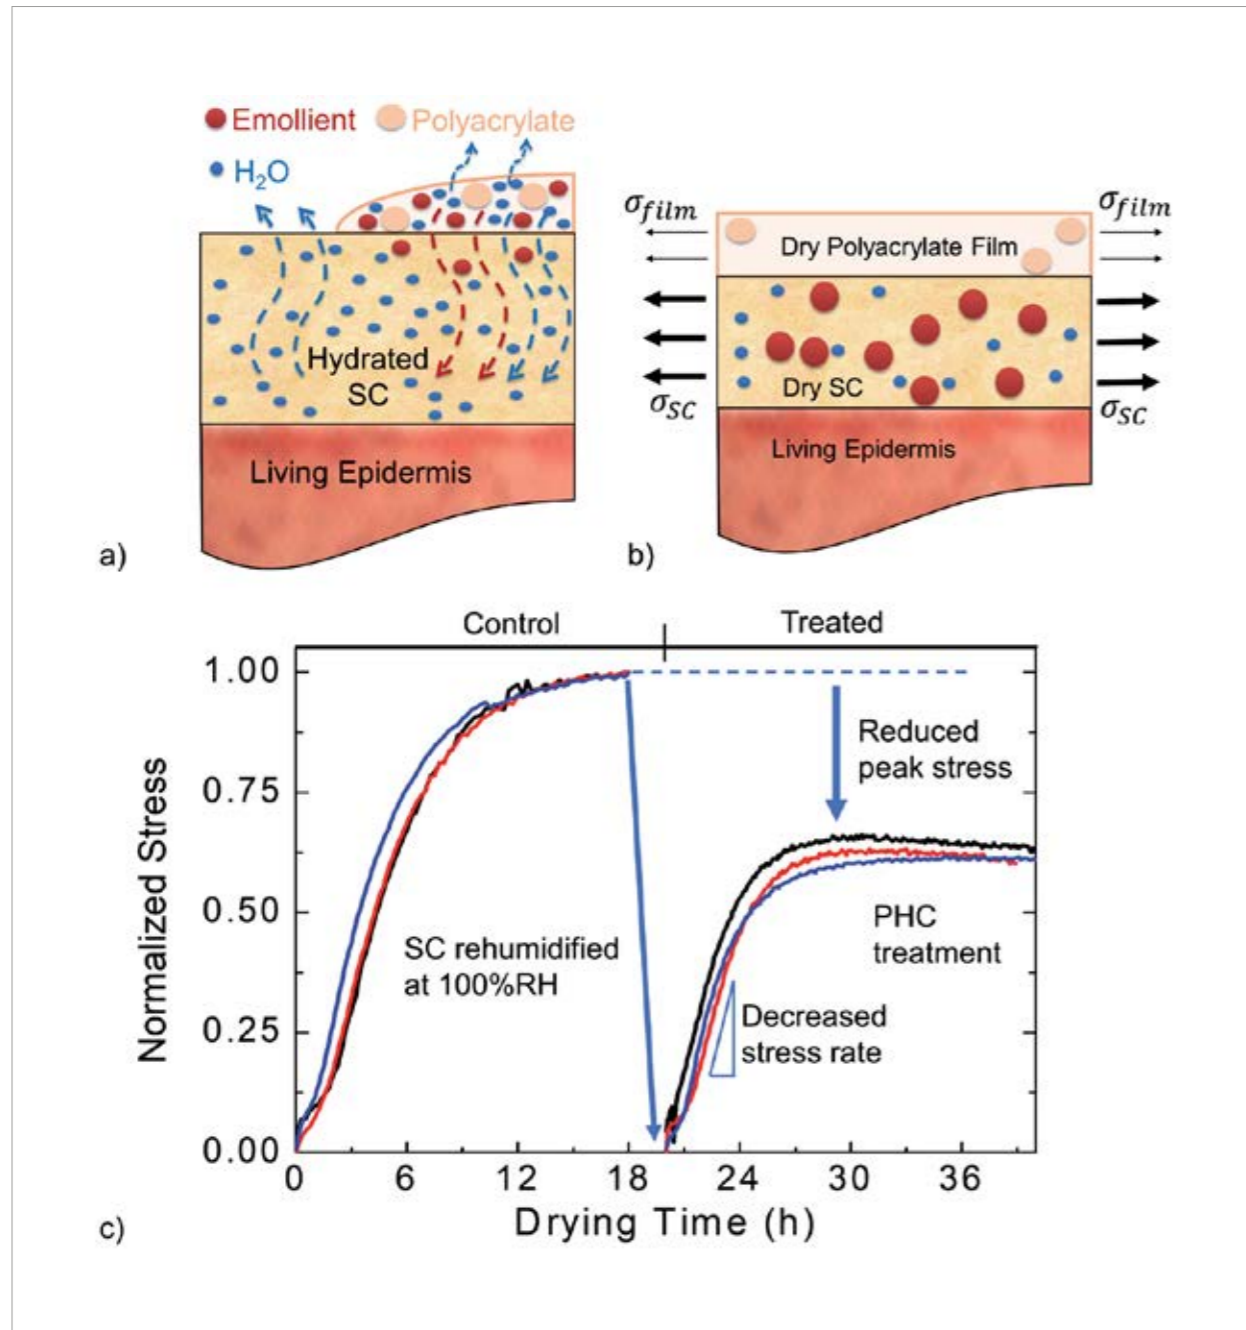 Emollient
Polyacrylate
H₂O
Hydrated
SC
Living Epidermis
a)
σfilm
σfilm
Dry Polyacrylate Film
Dry SC
σSC
σSC
Living Epidermis
b)
Control
Treated
1.00
0.75
0.50
0.25
0.00
Normalized Stress
Reduced
peak stress
SC rehumidified
at 100%RH
PHC
treatment
Decreased
stress rate
0 6 12 18 24 30 36
Drying Time (h)
c)